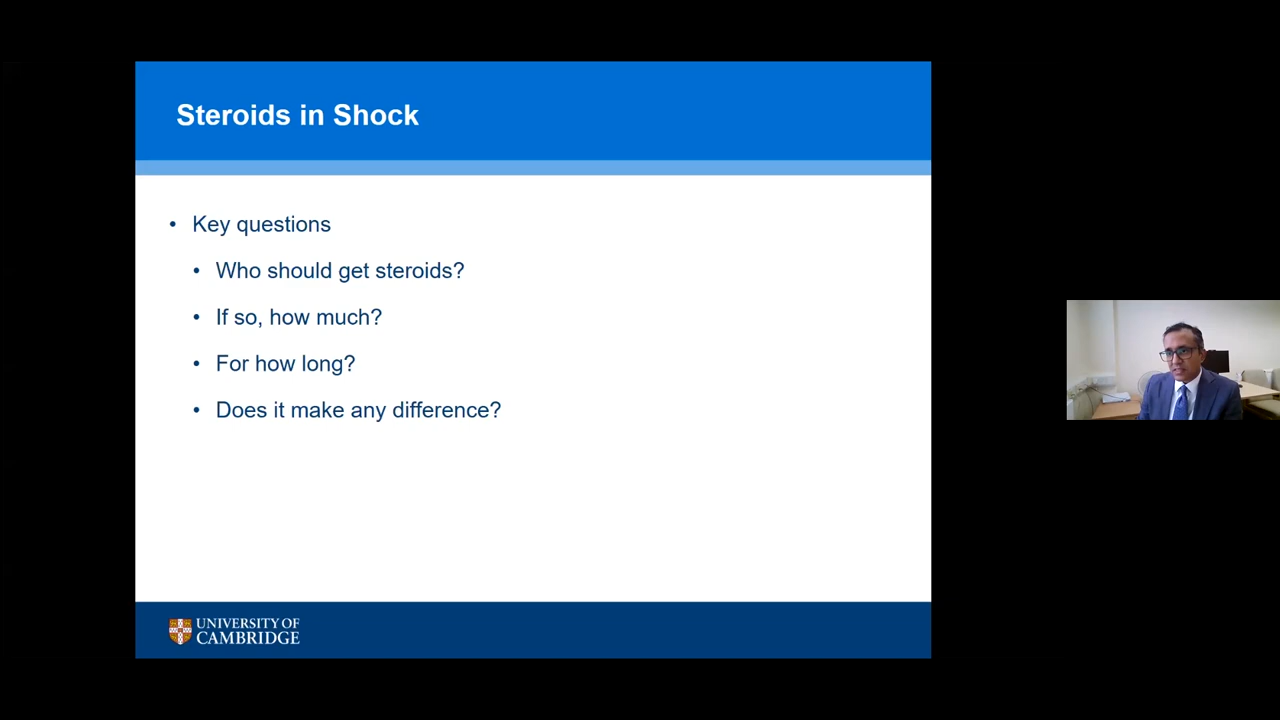 Steroids in Shock
• Key questions
• Who should get steroids?
• If so, how much?
• For how long?
• Does it make any difference?
UNIVERSITY OF
CAMBRIDGE